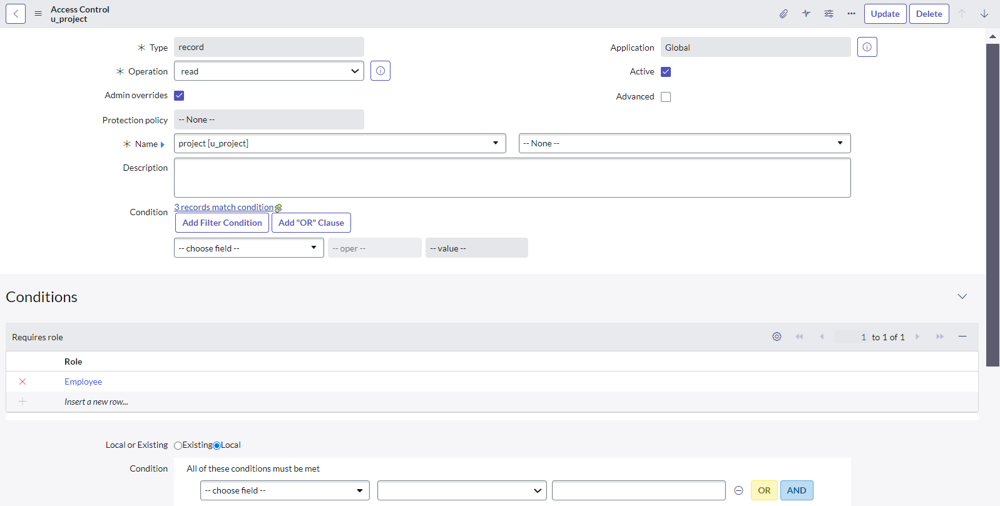 Access Control
u_project
Update
Delete
Type
record
Application
Global
Operation
read
Active
Admin overrides
Advanced
Protection policy
-- None --
Name
project [u_project]
-- None --
Description
Condition
3 records match condition
Add Filter Condition
Add "OR" Clause
-- choose field --
-- oper --
-- value --
Conditions
Requires role
1 to 1 of 1
Role
Employee
Insert a new row...
Local or Existing
Existing
Local
Condition
All of these conditions must be met
-- choose field --
OR
AND